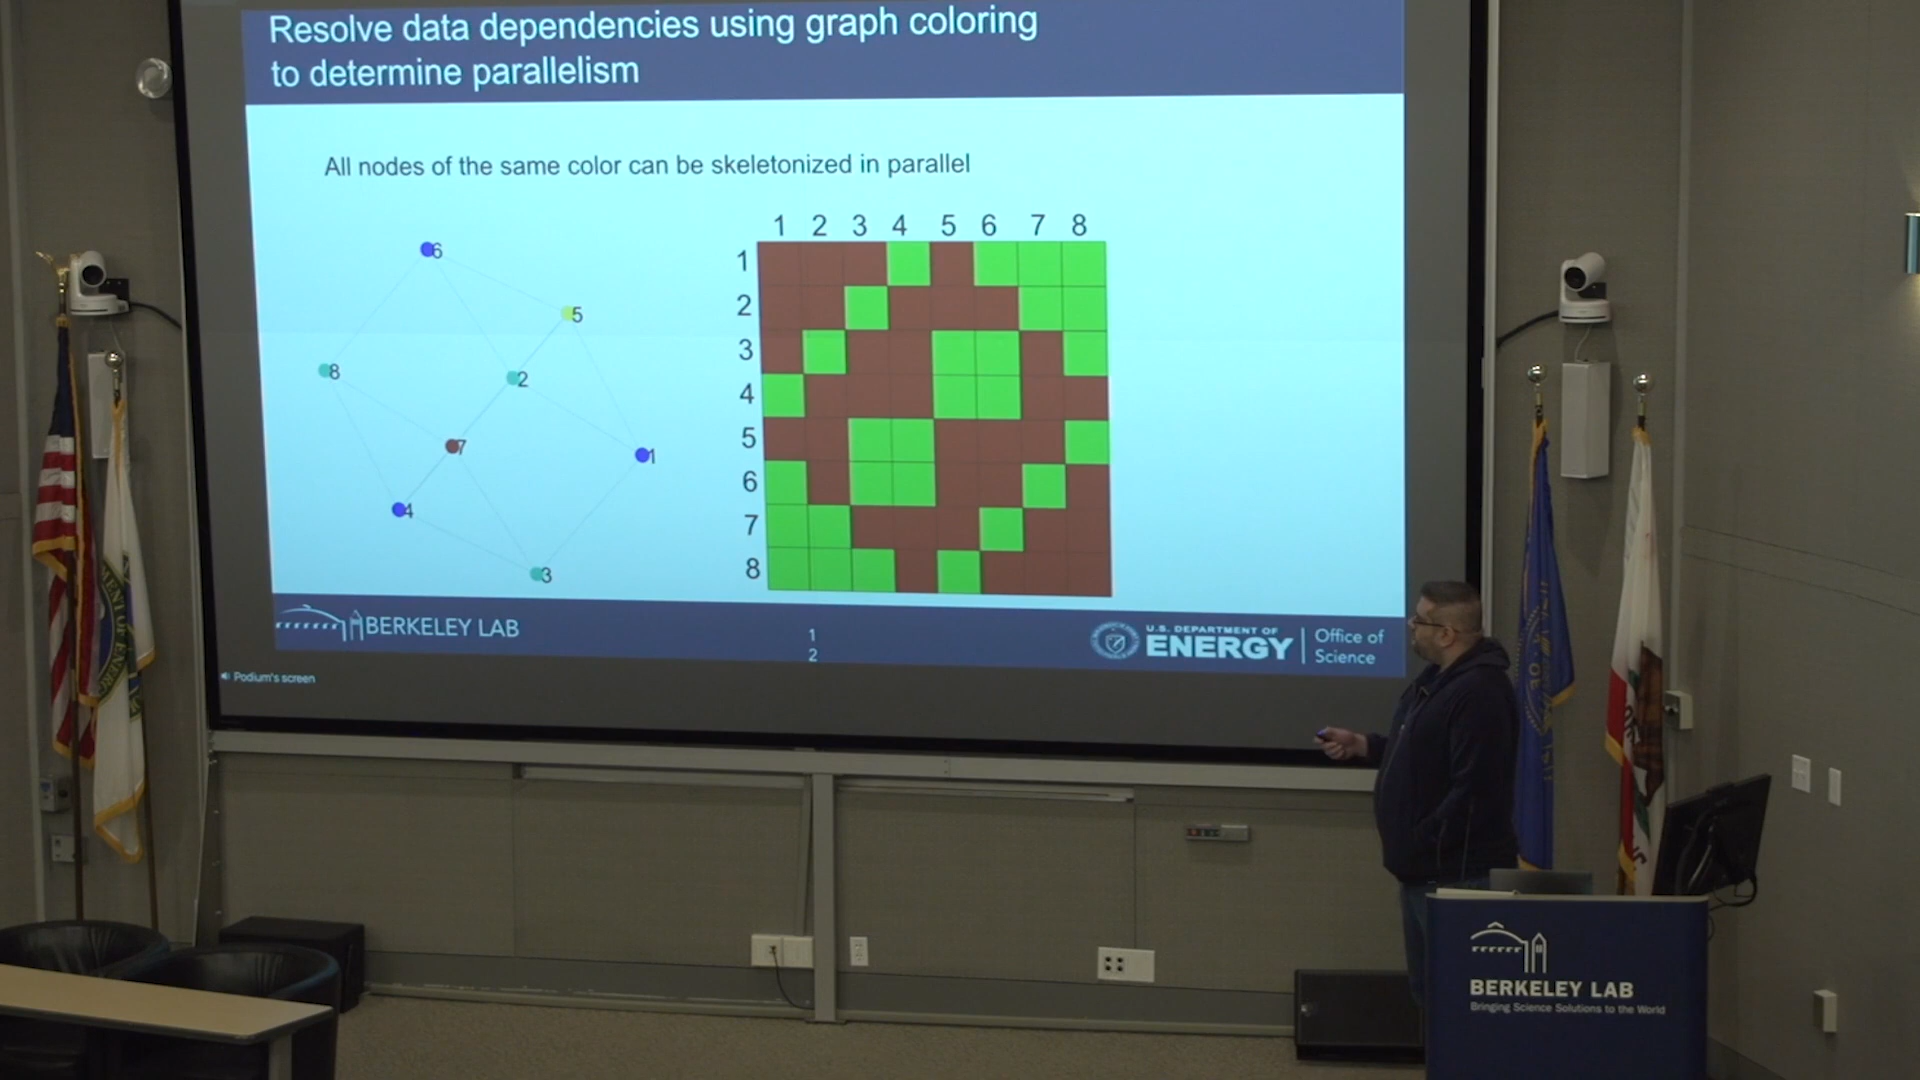 Resolve data dependencies using graph coloring
to determine parallelism
All nodes of the same color can be skeletonized in parallel
6
5
8
2
7
1
4
3
1 2 3 4 5 6 7 8
1
2
3
4
5
6
7
8
BERKELEY LAB
1
2
U.S. DEPARTMENT OF
ENERGY
Office of
Science
Podium's screen
BERKELEY LAB
Bringing Science Solutions to the World